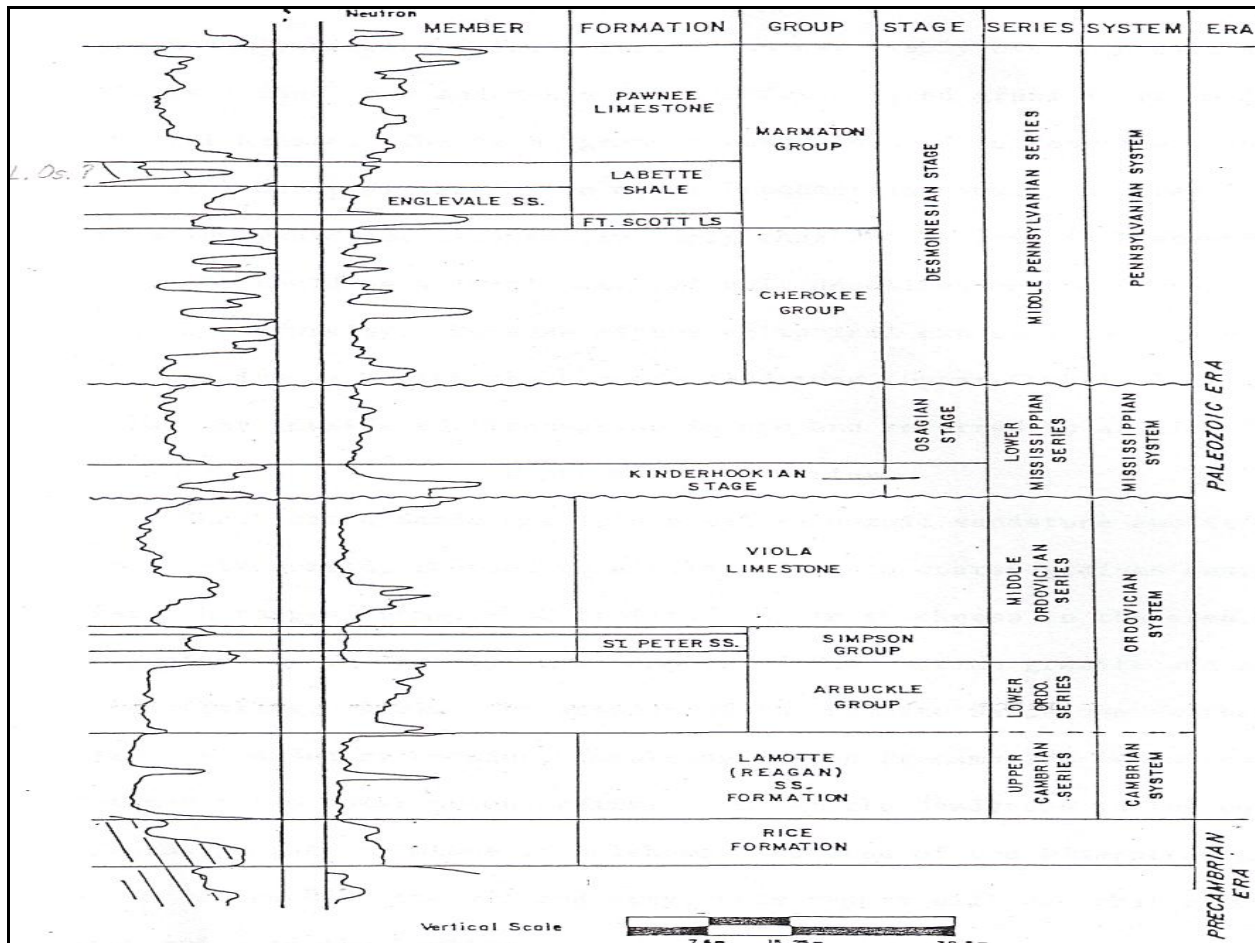 Neutron
MEMBER FORMATION GROUP STAGE SERIES SYSTEM ERA
PAWNEE
LIMESTONE
MARMATON
GROUP
L. Os. ?
LABETTE
SHALE
ENGLEVALE SS.
FT. SCOTT LS
CHEROKEE
GROUP
DESMOINESIAN STAGE
MIDDLE PENNSYLVANIAN SERIES
PENNSYLVANIAN SYSTEM
OSAGIAN
STAGE
LOWER
MISSISSIPPIAN
SERIES
MISSISSIPPIAN
SYSTEM
PALEOZOIC ERA
KINDERHOOKIAN
STAGE
VIOLA
LIMESTONE
MIDDLE
ORDOVICIAN
SERIES
ORDOVICIAN
SYSTEM
ST. PETER SS.
SIMPSON
GROUP
ARBUCKLE
GROUP
LOWER
ORDO.
SERIES
LAMOTTE
(REAGAN)
SS.
FORMATION
UPPER
CAMBRIAN
SERIES
CAMBRIAN
SYSTEM
RICE
FORMATION
PRECAMBRIAN
ERA
Vertical Scale